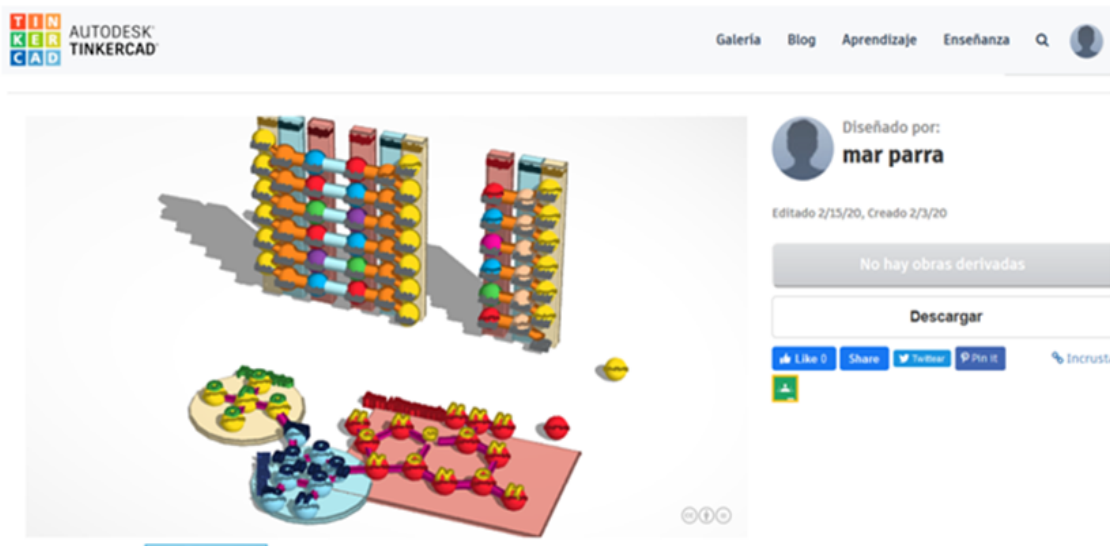 TIN
KER
CAD
AUTODESK®
TINKERCAD®
Galería
Blog
Aprendizaje
Enseñanza
Diseñado por:
mar parra
Editado 2/15/20, Creado 2/3/20
No hay obras derivadas
Descargar
Like 0
Share
Twittear
Pin it